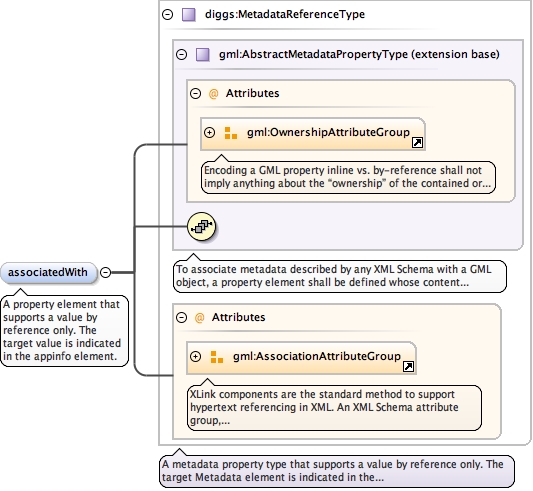 diggs:MetadataReferenceType
gml:AbstractMetadataPropertyType (extension base)
@ Attributes
gml:OwnershipAttributeGroup
Encoding a GML property inline vs. by-reference shall not
imply anything about the “ownership” of the contained or...
associatedWith
A property element that
supports a value by
reference only. The
target value is indicated
in the appinfo element.
To associate metadata described by any XML Schema with a GML
object, a property element shall be defined whose content...
@ Attributes
gml:AssociationAttributeGroup
XLink components are the standard method to support
hypertext referencing in XML. An XML Schema attribute
group,...
A metadata property type that supports a value by reference only. The
target Metadata element is indicated in the...